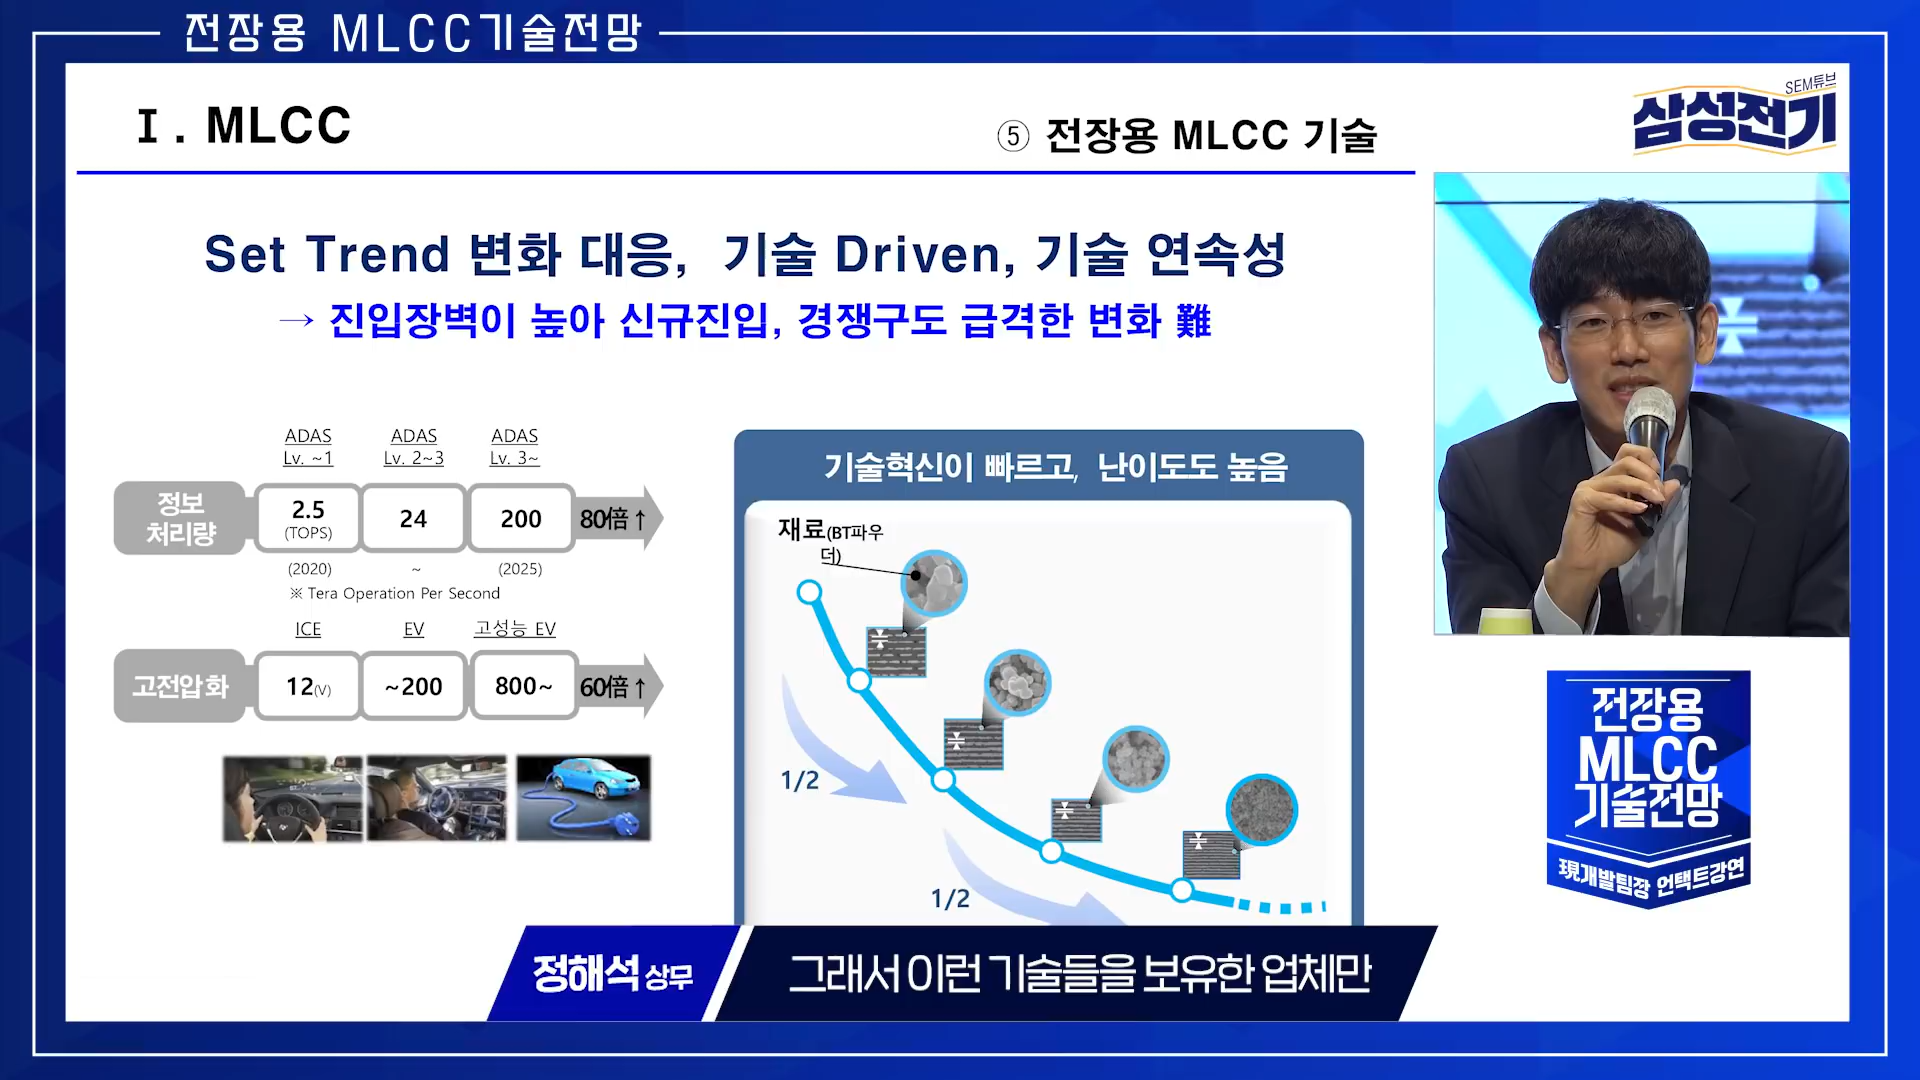 전장용 MLCC기술전망
Ⅰ. MLCC
⑤ 전장용 MLCC 기술
SEM튜브
삼성전기
Set Trend 변화 대응, 기술 Driven, 기술 연속성
→ 진입장벽이 높아 신규진입, 경쟁구도 급격한 변화 難
ADAS
Lv. ~1
ADAS
Lv. 2~3
ADAS
Lv. 3~
정보
처리량
2.5
(TOPS)
24
200
80倍↑
(2020)
~
(2025)
※ Tera Operation Per Second
ICE
EV
고성능 EV
고전압화
12(V)
~200
800~
60倍↑
기술혁신이 빠르고, 난이도도 높음
재료(BT파우
더)
1/2
1/2
전장용
MLCC
기술전망
現개발팀장 언택트강연
정해석 상무
그래서 이런 기술들을 보유한 업체만